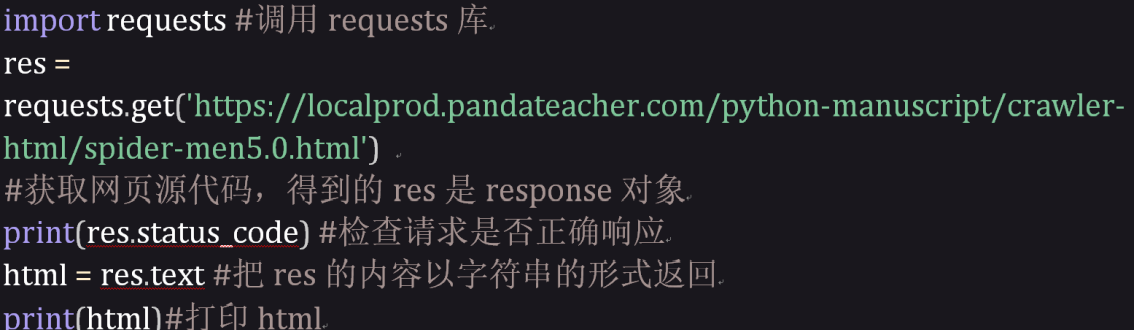 import requests #调用 requests 库
res =
requests.get('https://localprod.pandateacher.com/python-manuscript/crawler-
html/spider-men5.0.html')
#获取网页源代码，得到的 res 是 response 对象
print(res.status_code) #检查请求是否正确响应
html = res.text #把 res 的内容以字符串的形式返回
print(html)#打印 html